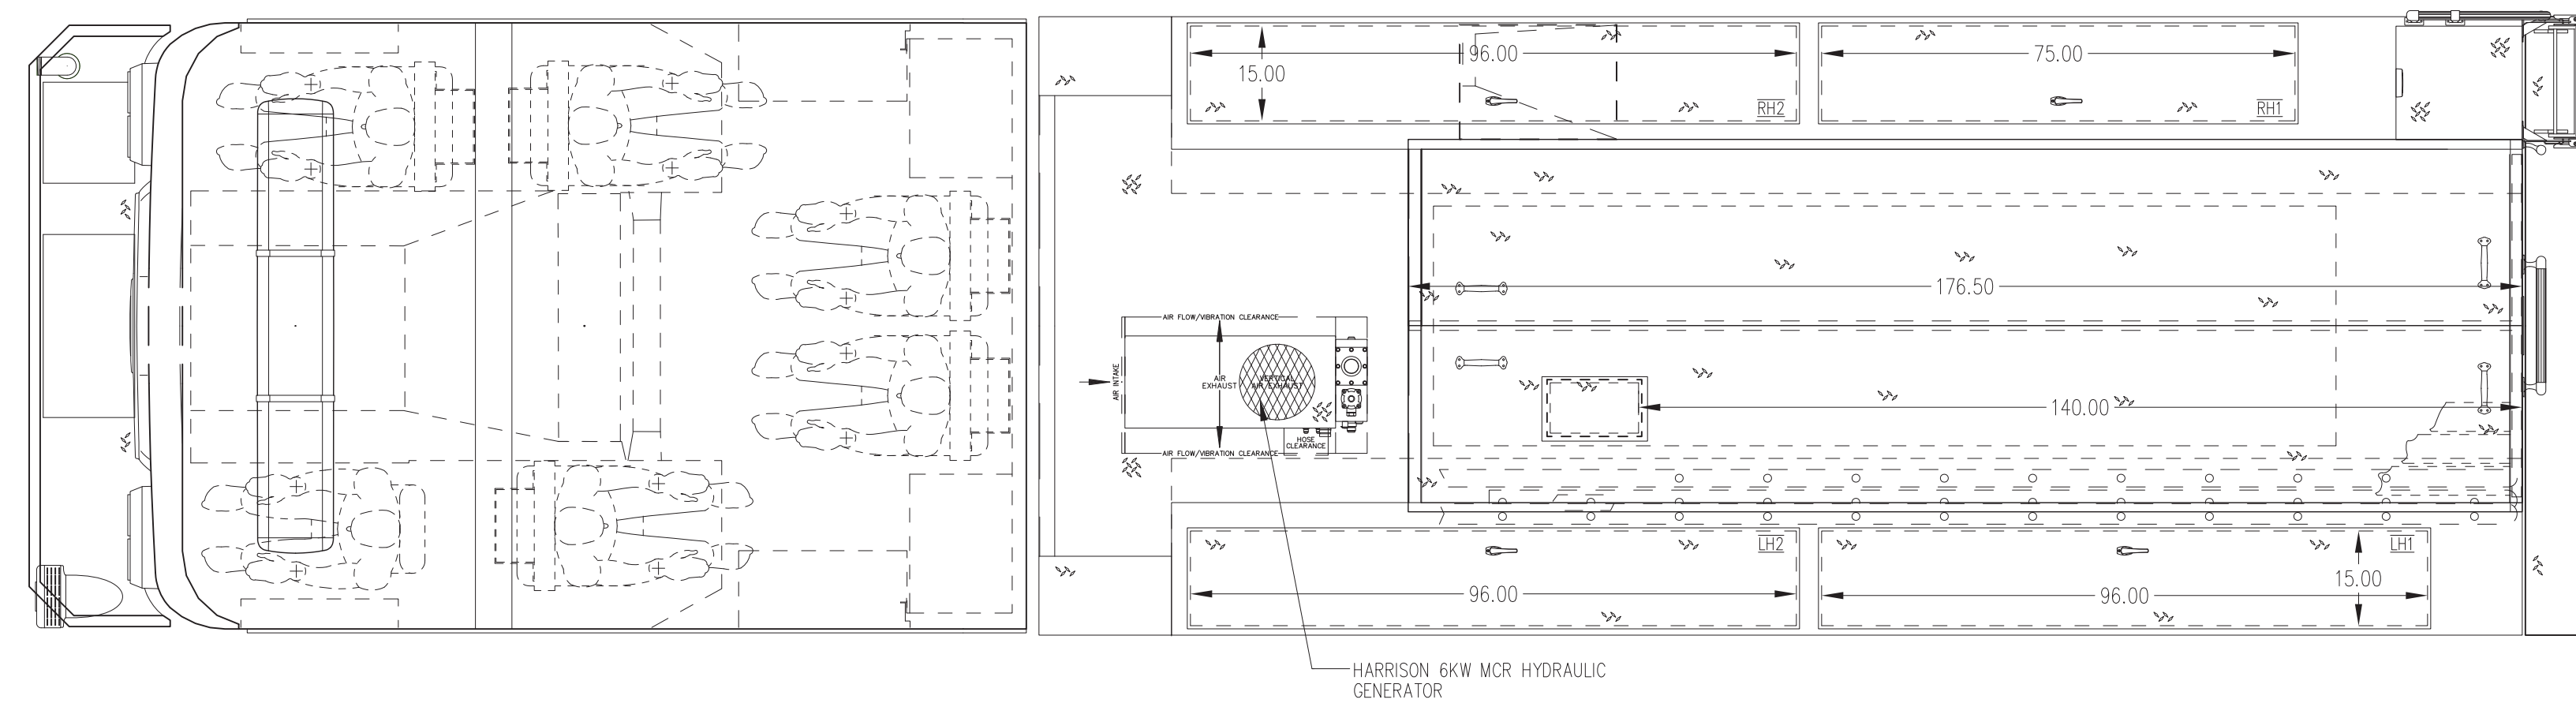 96.00
75.00
15.00
RH2
RH1
176.50
AIR FLOW/VIBRATION CLEARANCE
AIR INTAKE
AIR
EXHAUST
VERTICAL
AIR EXHAUST
140.00
HOSE
CLEARANCE
AIR FLOW/VIBRATION CLEARANCE
LH2
LH1
15.00
96.00
96.00
HARRISON 6KW MCR HYDRAULIC
GENERATOR